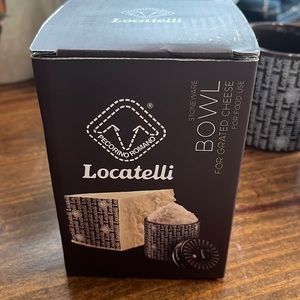 Locatelli
PECORINO ROMANO
®
Locatelli
STONEWARE
BOWL
FOR GRATED CHEESE
FOR FOOD USE